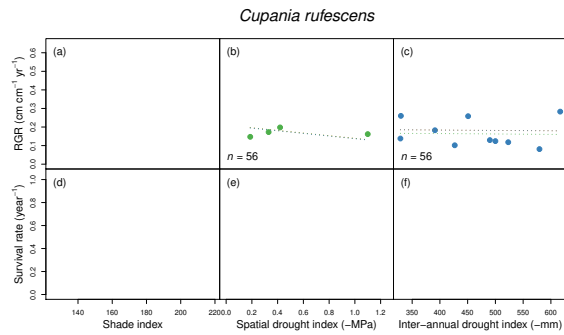 Cupania rufescens
(a) (b) (c)
RGR (cm cm⁻¹ yr⁻¹)
0.0 0.1 0.2 0.3 0.4 0.5 0.6
n = 56 n = 56
(d) (e) (f)
Survival rate (year⁻¹)
0.0 0.2 0.4 0.6 0.8 1.0
140 160 180 200 220
0.0 0.2 0.4 0.6 0.8 1.0 1.2
350 400 450 500 550 600
Shade index Spatial drought index (−MPa) Inter−annual drought index (−mm)